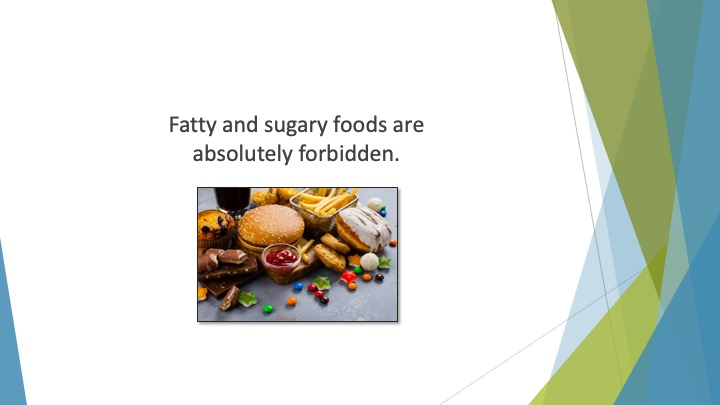 Fatty and sugary foods are
absolutely forbidden.